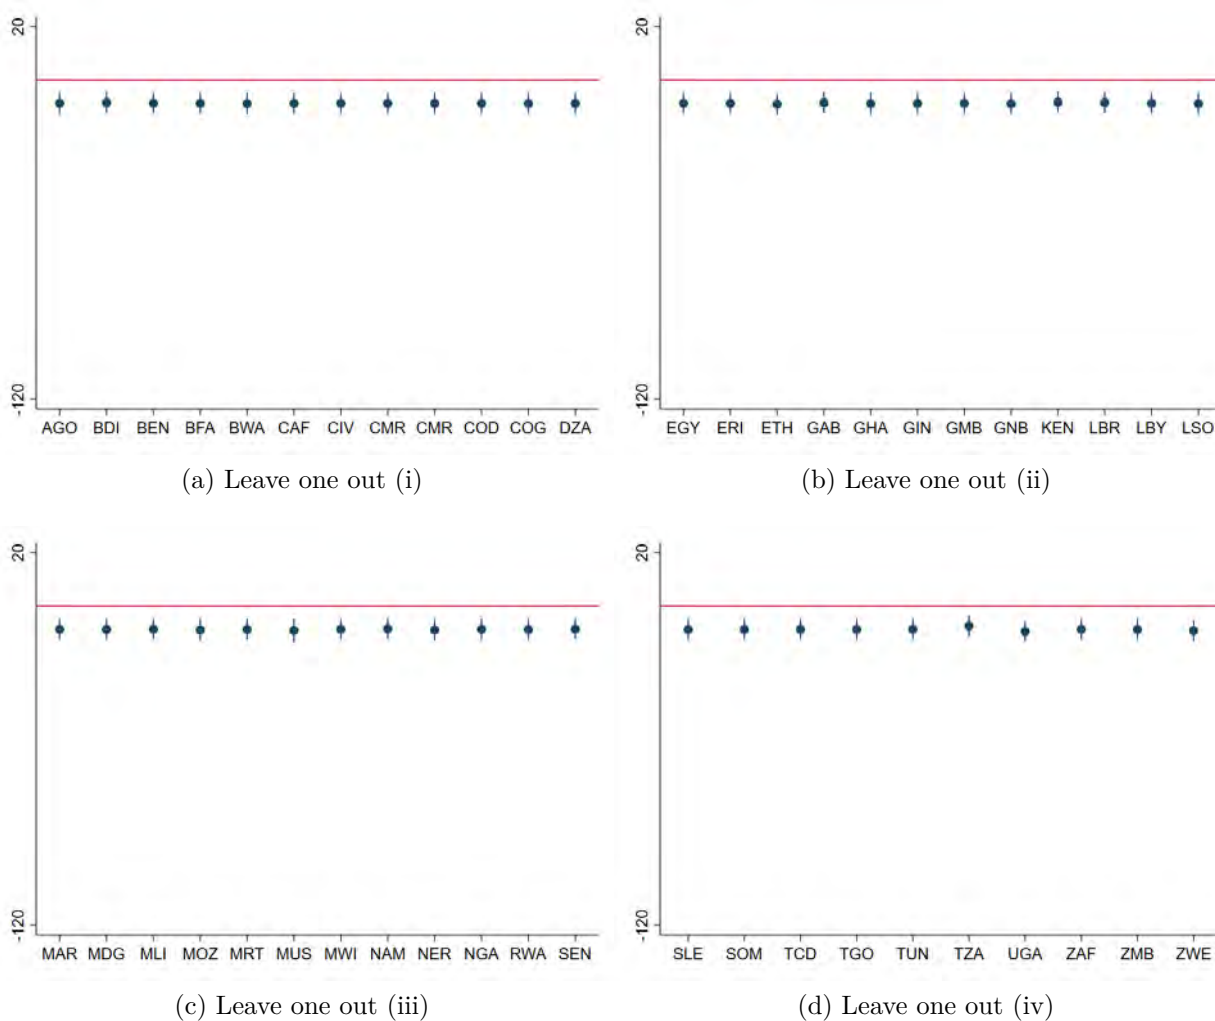 20
-120
AGO BDI BEN BFA BWA CAF CIV CMR CMR COD COG DZA
(a) Leave one out (i)
20
-120
EGY ERI ETH GAB GHA GIN GMB GNB KEN LBR LBY LSO
(b) Leave one out (ii)
20
-120
MAR MDG MLI MOZ MRT MUS MWI NAM NER NGA RWA SEN
(c) Leave one out (iii)
20
-120
SLE SOM TCD TGO TUN TZA UGA ZAF ZMB ZWE
(d) Leave one out (iv)